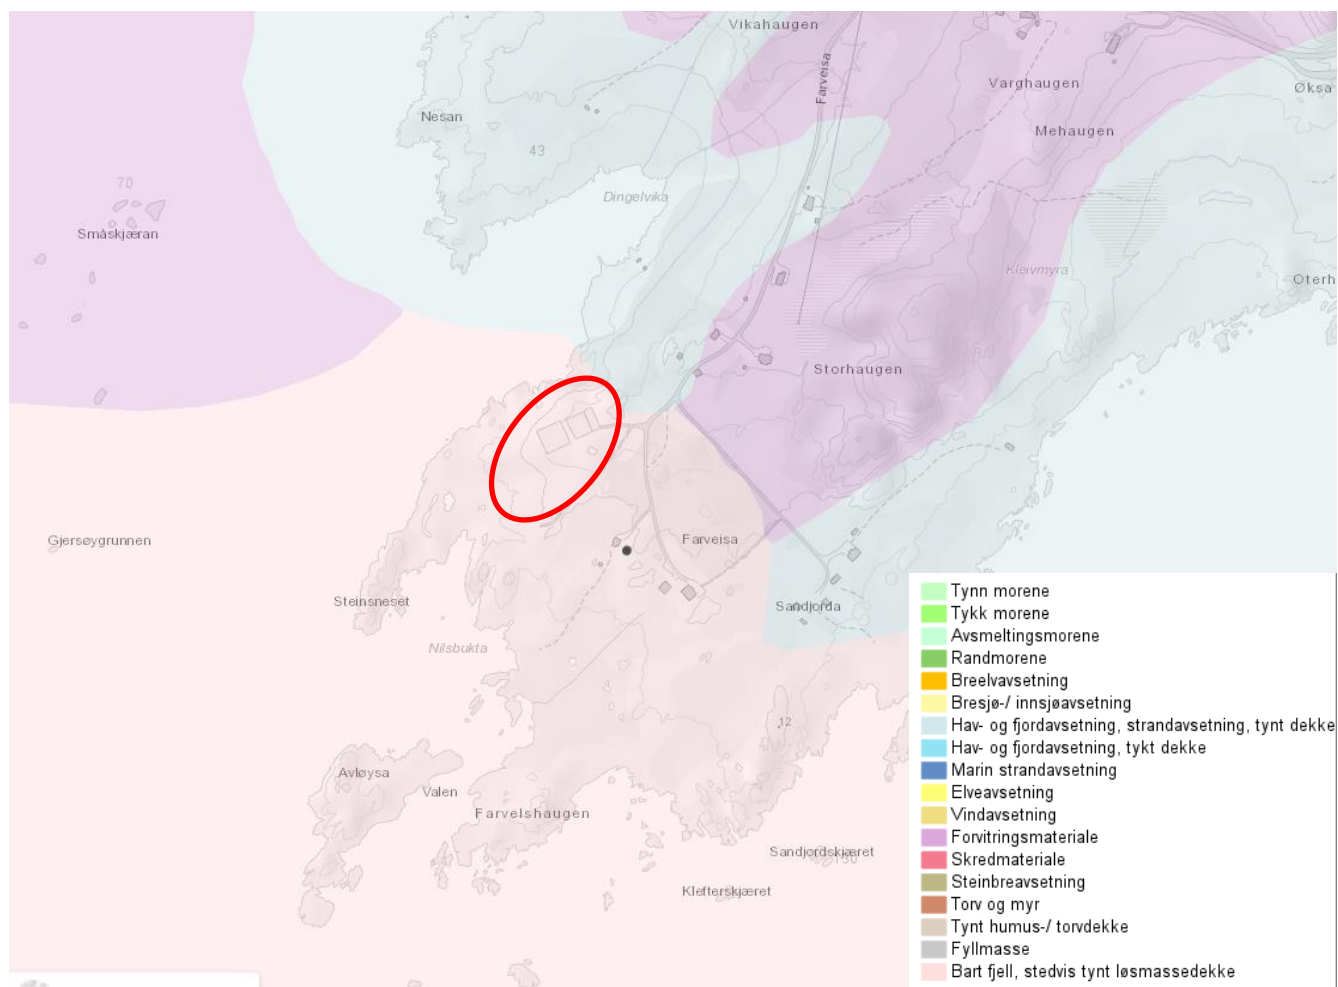 Vikahaugen
Farveisa
Varghaugen
Øksa
Nesan
Mehaugen
43
70
Dingelvika
Småskjæran
Kleivmyra
Oterh
Storhaugen
Gjersøygrunnen
Farveisa
Steinsneset
Sandjorda
Nilsbukta
12
Avløysa
Valen
Farvelshaugen
Sandjordskjæret
Klefterskjæret
Tynn morene
Tykk morene
Avsmeltingsmorene
Randmorene
Breelvavsetning
Bresjø-/ innsjøavsetning
Hav- og fjordavsetning, strandavsetning, tynt dekke
Hav- og fjordavsetning, tykt dekke
Marin strandavsetning
Elveavsetning
Vindavsetning
Forvitringsmateriale
Skredmateriale
Steinbreavsetning
Torv og myr
Tynt humus-/ torvdekke
Fyllmasse
Bart fjell, stedvis tynt løsmassedekke